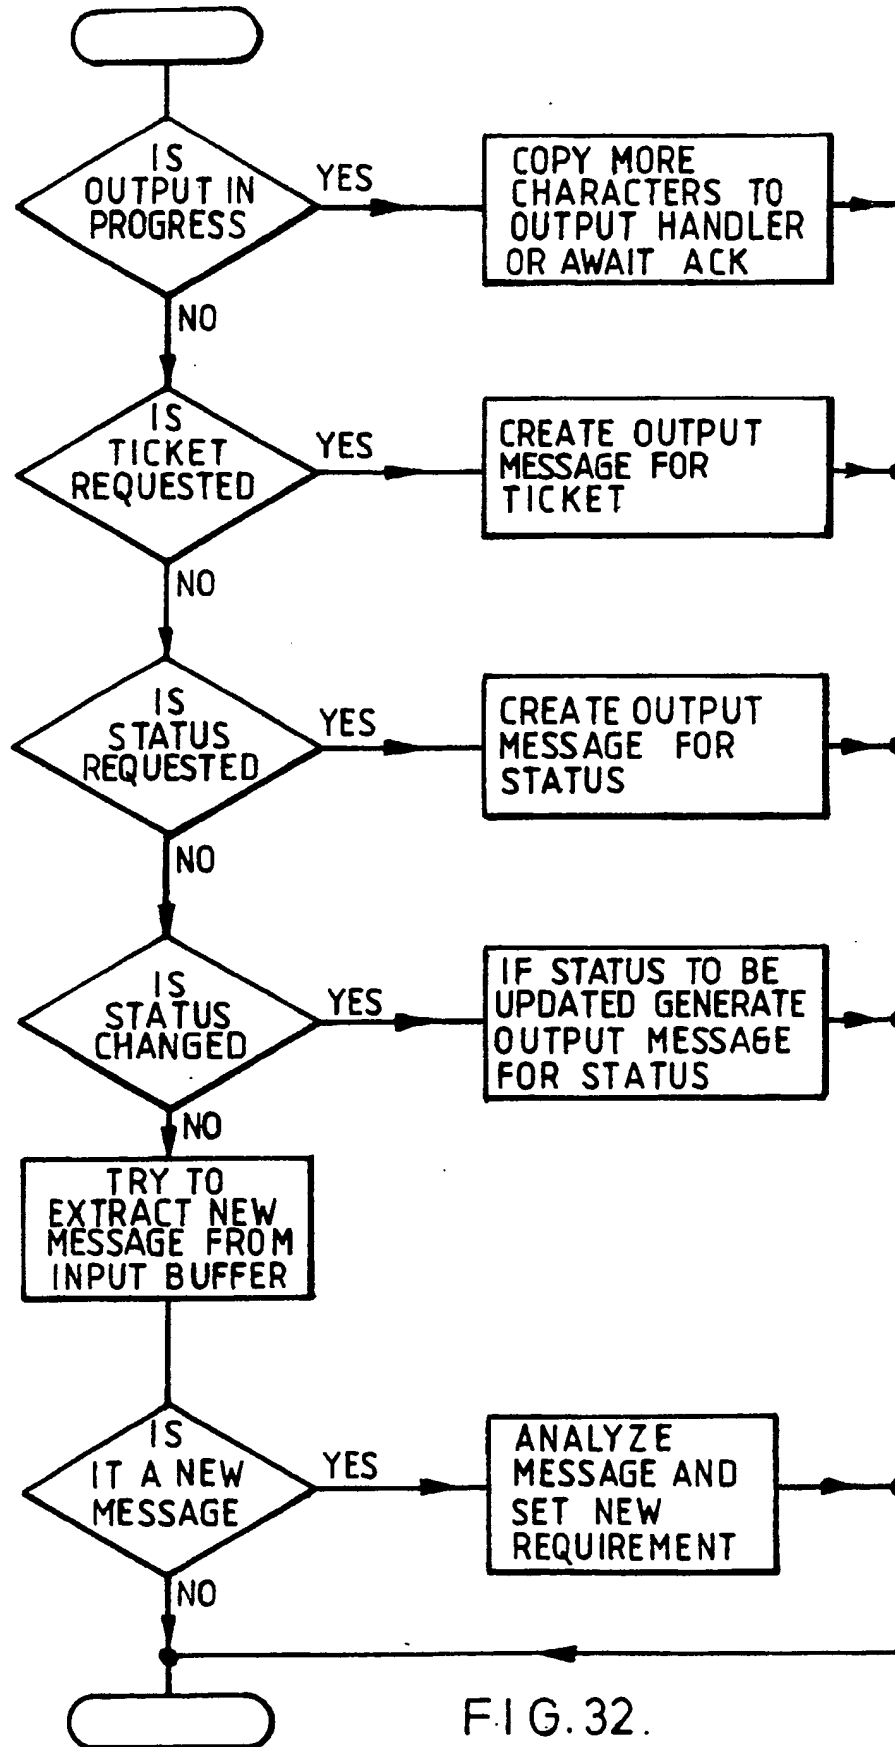 IS
OUTPUT IN
PROGRESS
YES
COPY MORE
CHARACTERS TO
OUTPUT HANDLER
OR AWAIT ACK
NO
IS
TICKET
REQUESTED
YES
CREATE OUTPUT
MESSAGE FOR
TICKET
NO
IS
STATUS
REQUESTED
YES
CREATE OUTPUT
MESSAGE FOR
STATUS
NO
IS
STATUS
CHANGED
YES
IF STATUS TO BE
UPDATED GENERATE
OUTPUT MESSAGE
FOR STATUS
NO
TRY TO
EXTRACT NEW
MESSAGE FROM
INPUT BUFFER
IS
IT A NEW
MESSAGE
YES
ANALYZE
MESSAGE AND
SET NEW
REQUIREMENT
NO
FIG. 32.